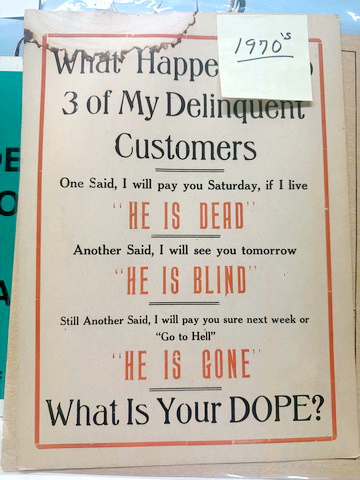 1970's
What Happe
3 of My Delinquent
Customers
One Said, I will pay you Saturday, if I live
"HE IS DEAD"
Another Said, I will see you tomorrow
"HE IS BLIND"
Still Another Said, I will pay you sure next week or
"Go to Hell"
"HE IS GONE"
What Is Your DOPE?